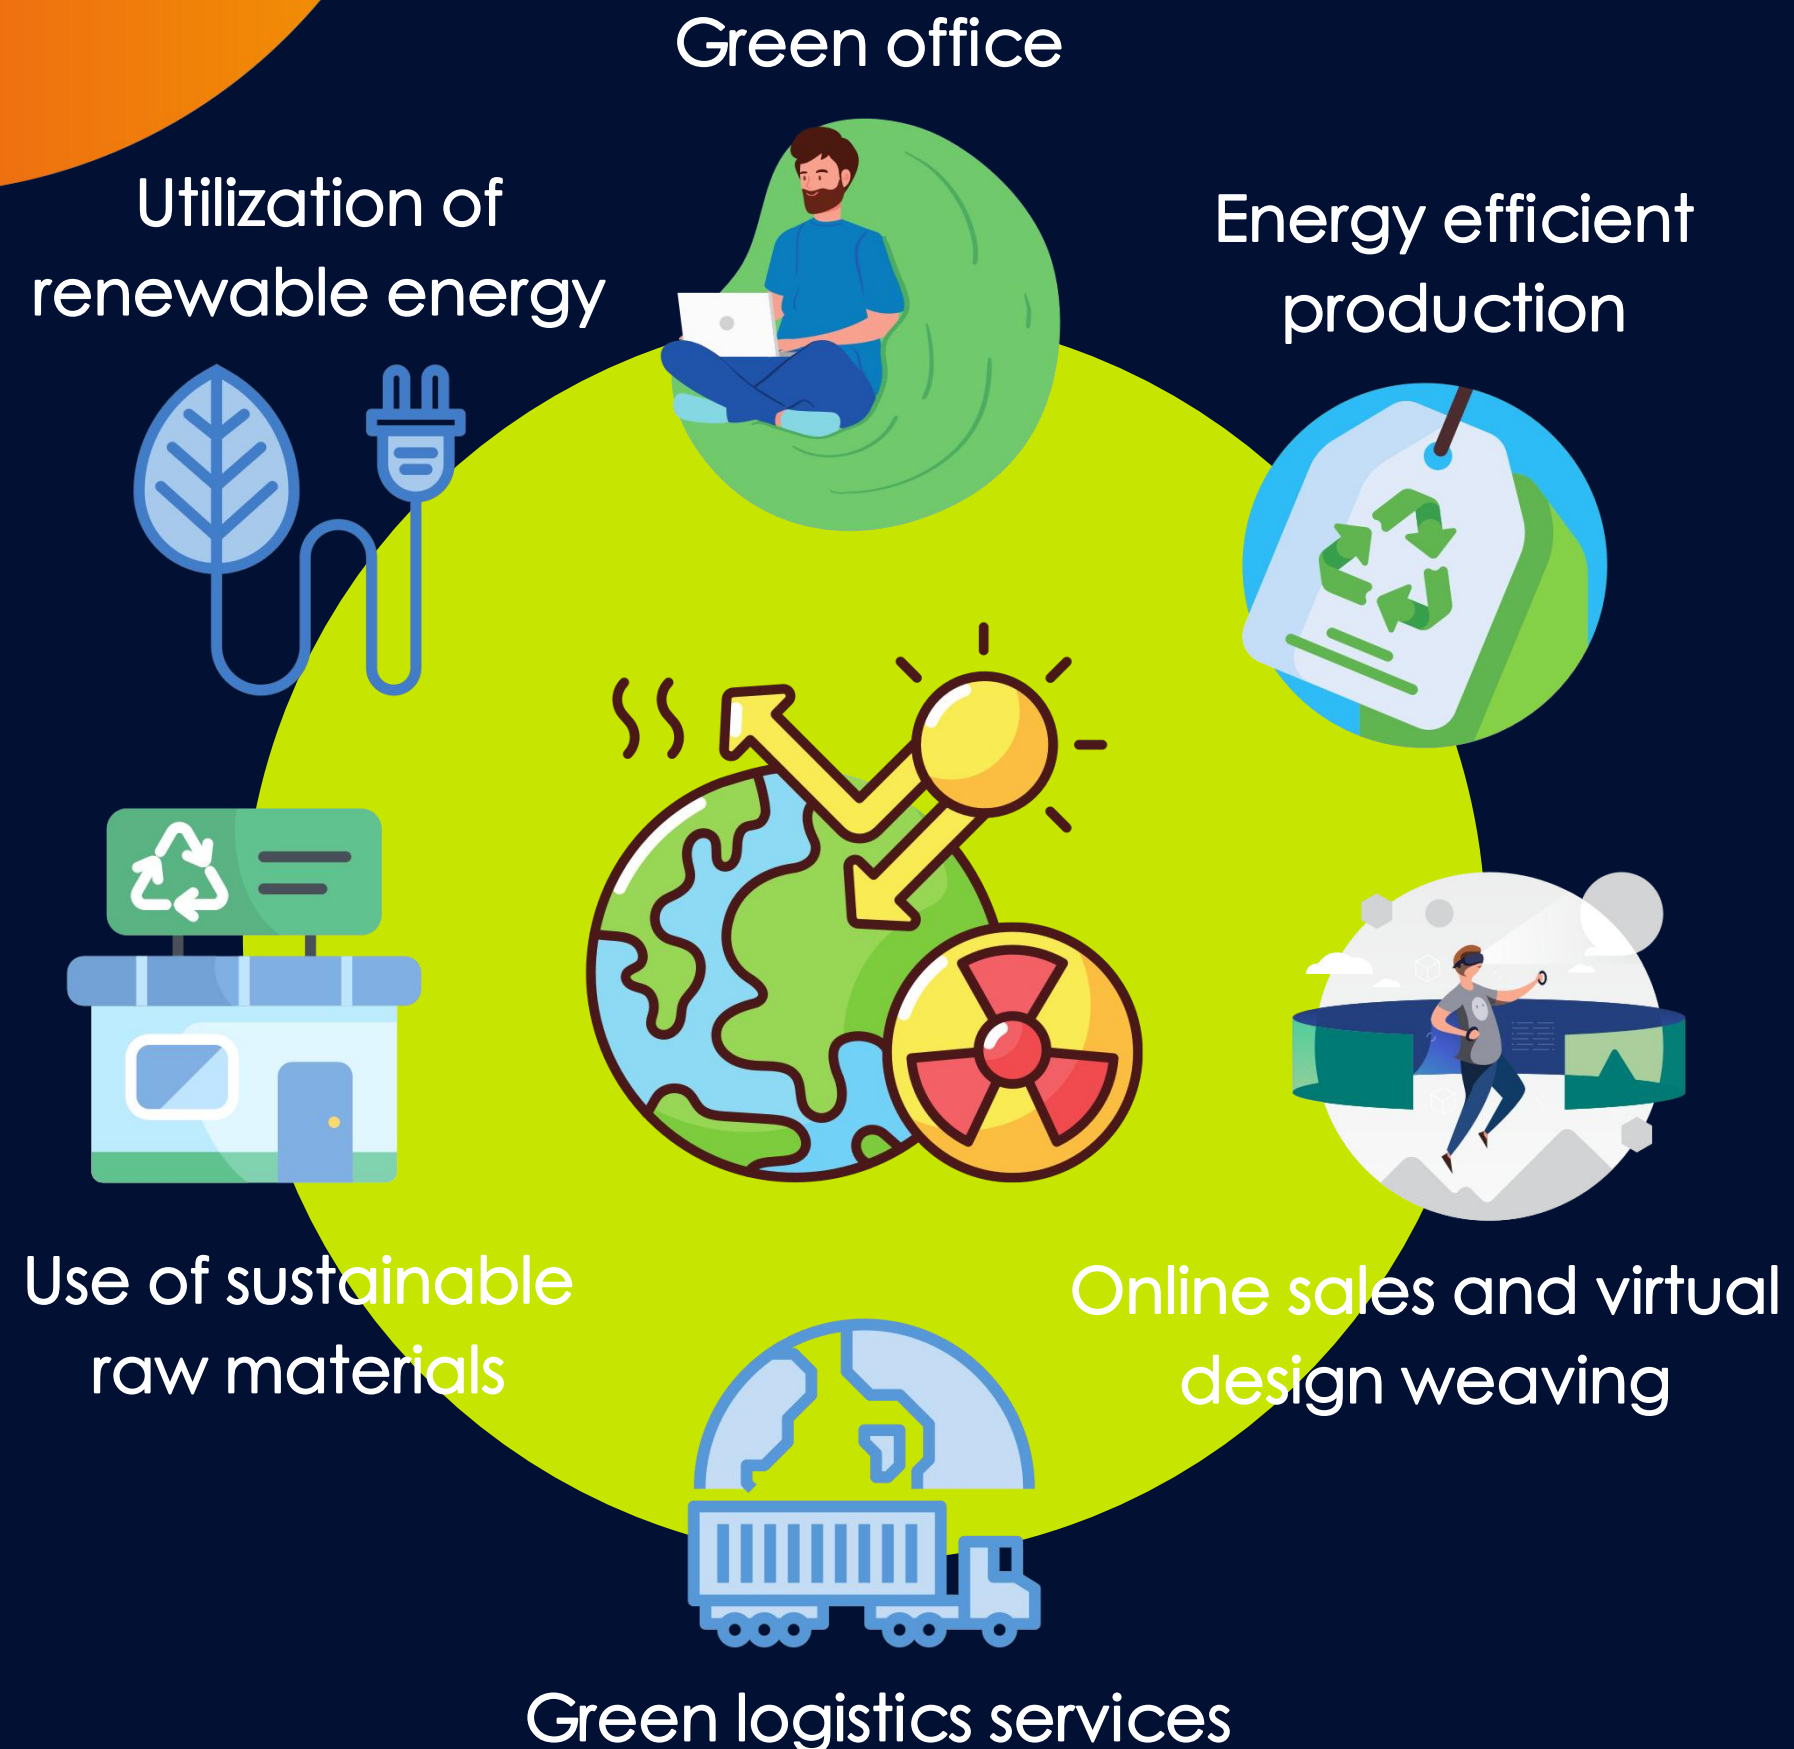 Green office
Utilization of
renewable energy
Energy efficient
production
Use of sustainable
raw materials
Online sales and virtual
design weaving
Green logistics services